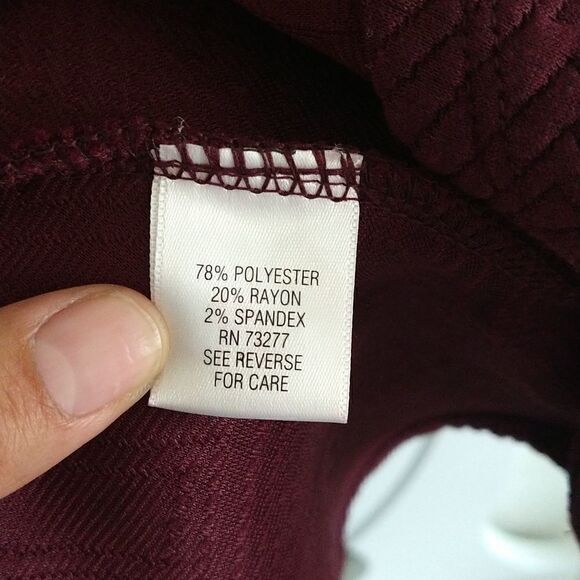 78% POLYESTER
20% RAYON
2% SPANDEX
RN 73277
SEE REVERSE
FOR CARE